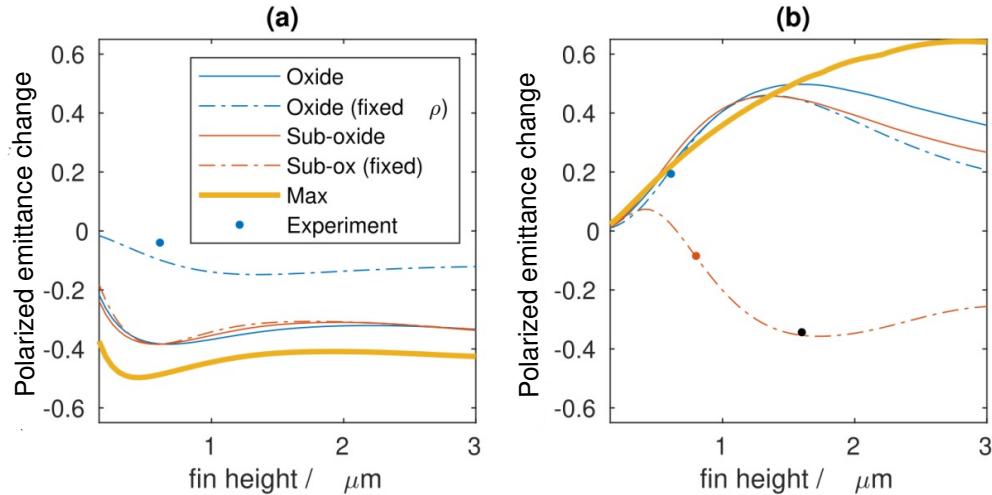 (a)
Polarized emittance change
0.6
0.4
0.2
0
-0.2
-0.4
-0.6
Oxide
Oxide (fixed ρ)
Sub-oxide
Sub-ox (fixed)
Max
Experiment
1
2
3
fin height / μm
(b)
Polarized emittance change
0.6
0.4
0.2
0
-0.2
-0.4
-0.6
1
2
3
fin height / μm